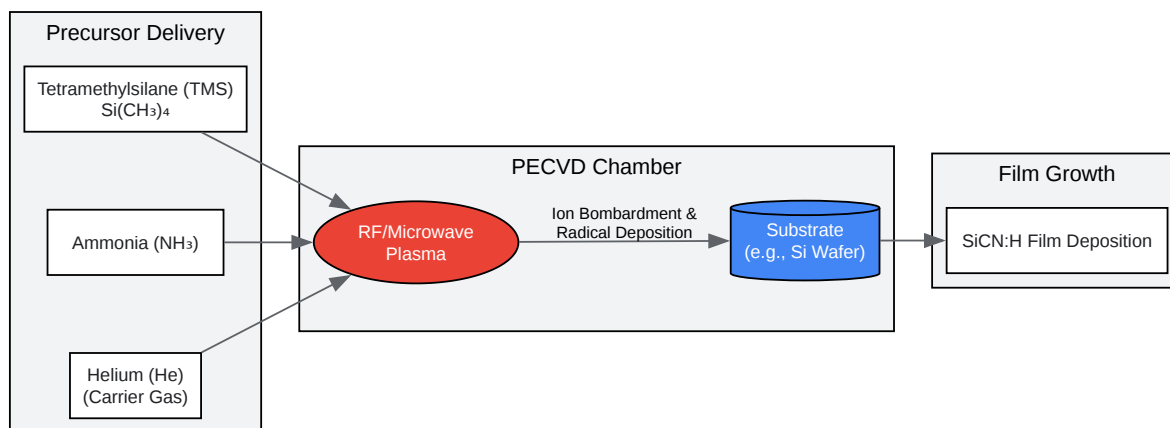 Precursor Delivery
Tetramethylsilane (TMS)
Si(CH₃)₄
Ammonia (NH₃)
Helium (He)
(Carrier Gas)
PECVD Chamber
RF/Microwave
Plasma
Ion Bombardment &
Radical Deposition
Substrate
(e.g., Si Wafer)
Film Growth
SiCN:H Film Deposition